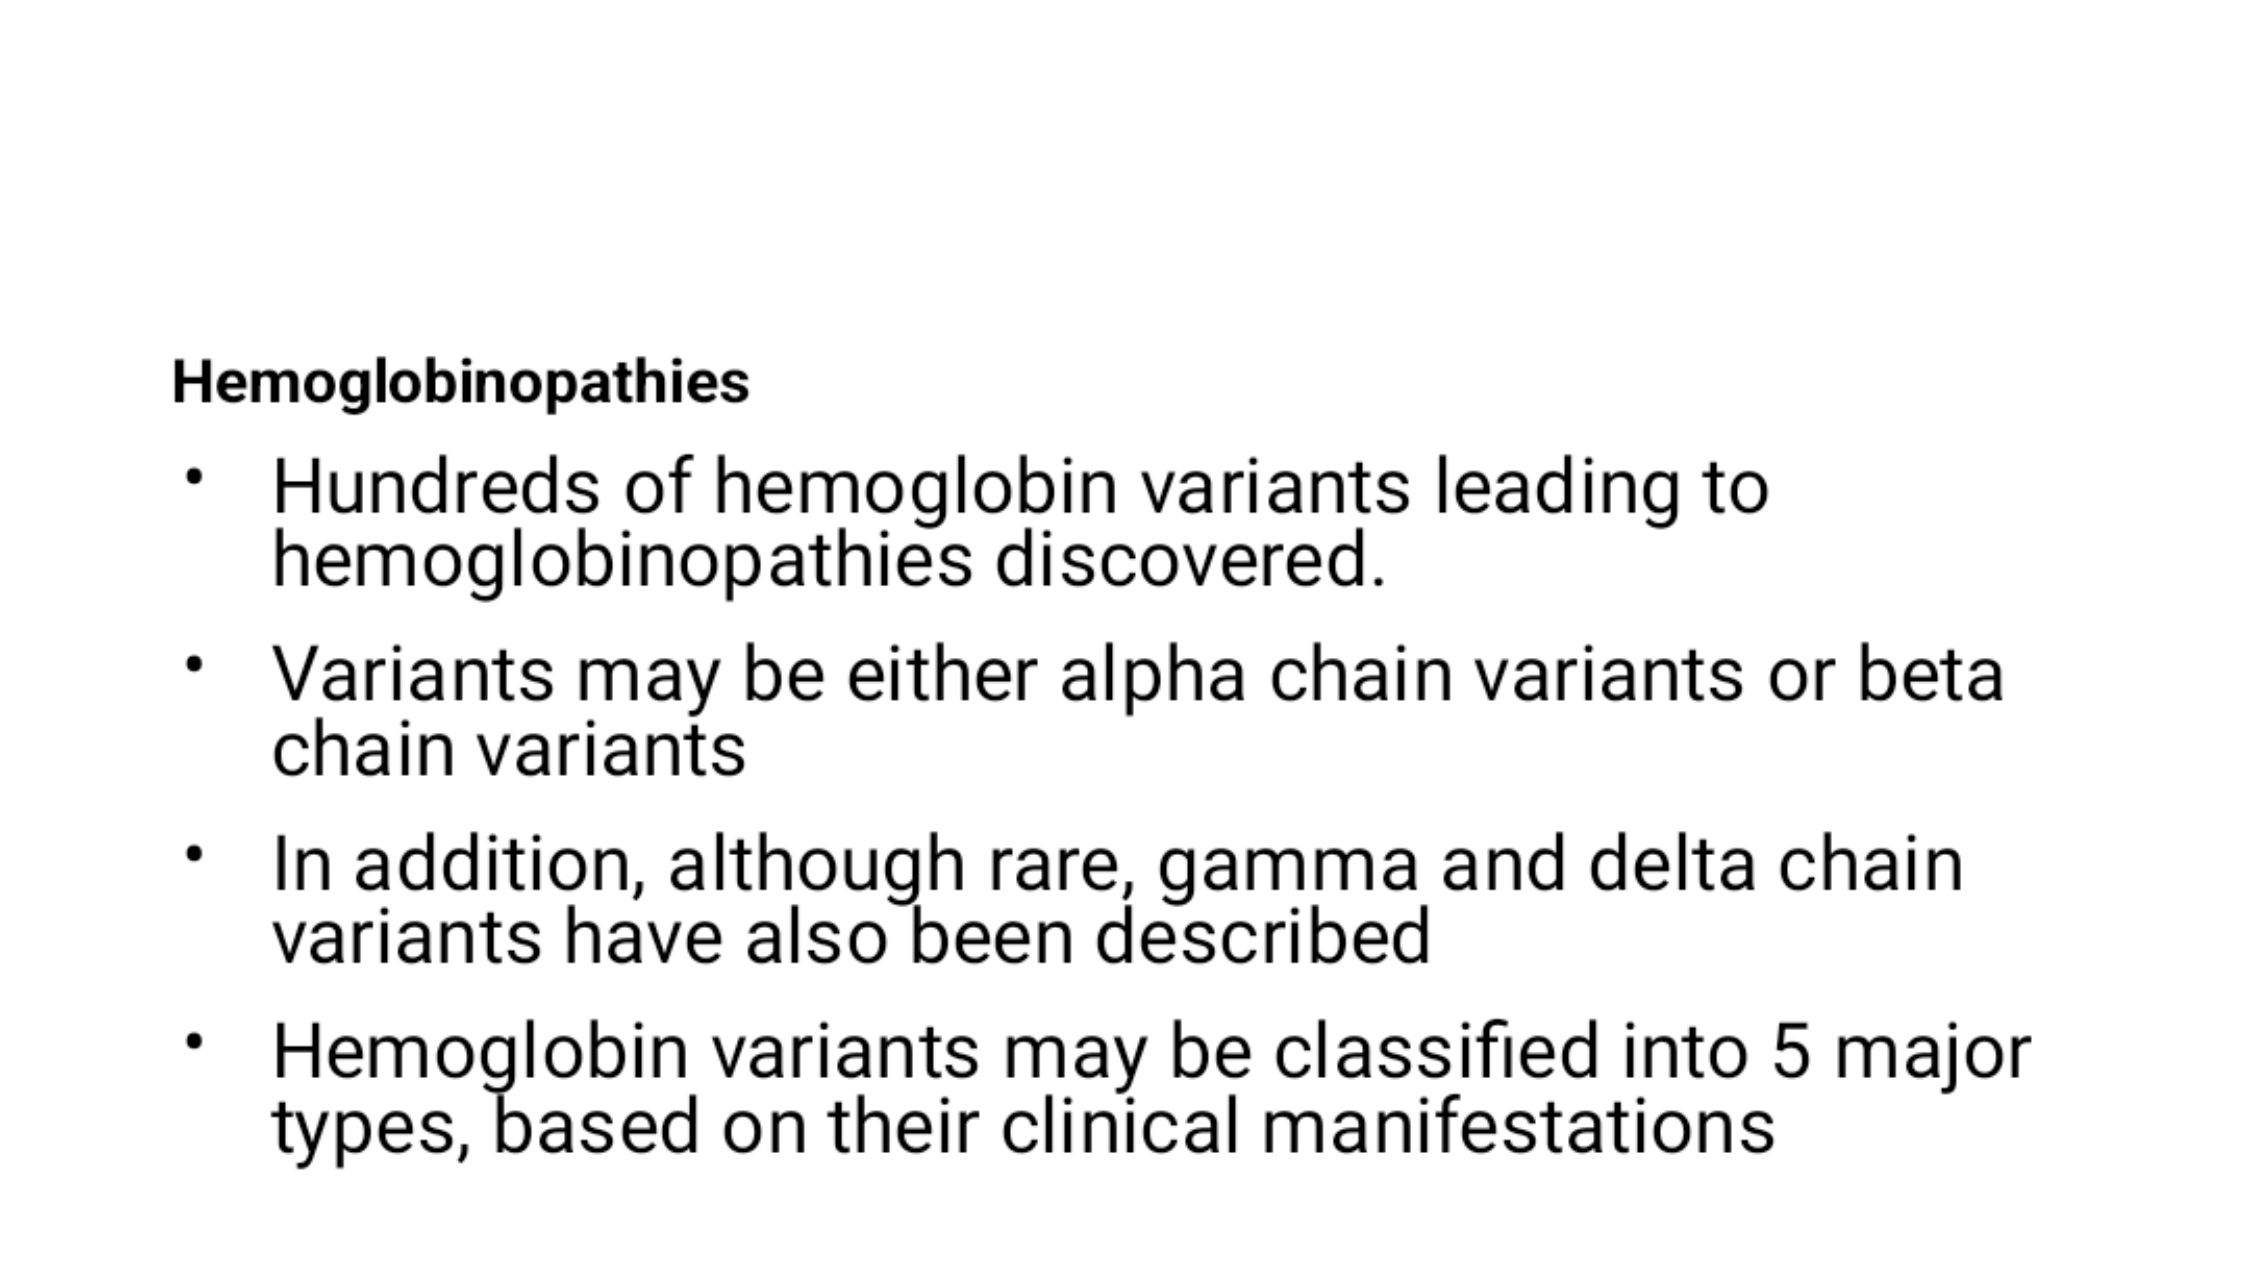 Hemoglobinopathies
• Hundreds of hemoglobin variants leading to
hemoglobinopathies discovered.
• Variants may be either alpha chain variants or beta
chain variants
• In addition, although rare, gamma and delta chain
variants have also been described
• Hemoglobin variants may be classified into 5 major
types, based on their clinical manifestations